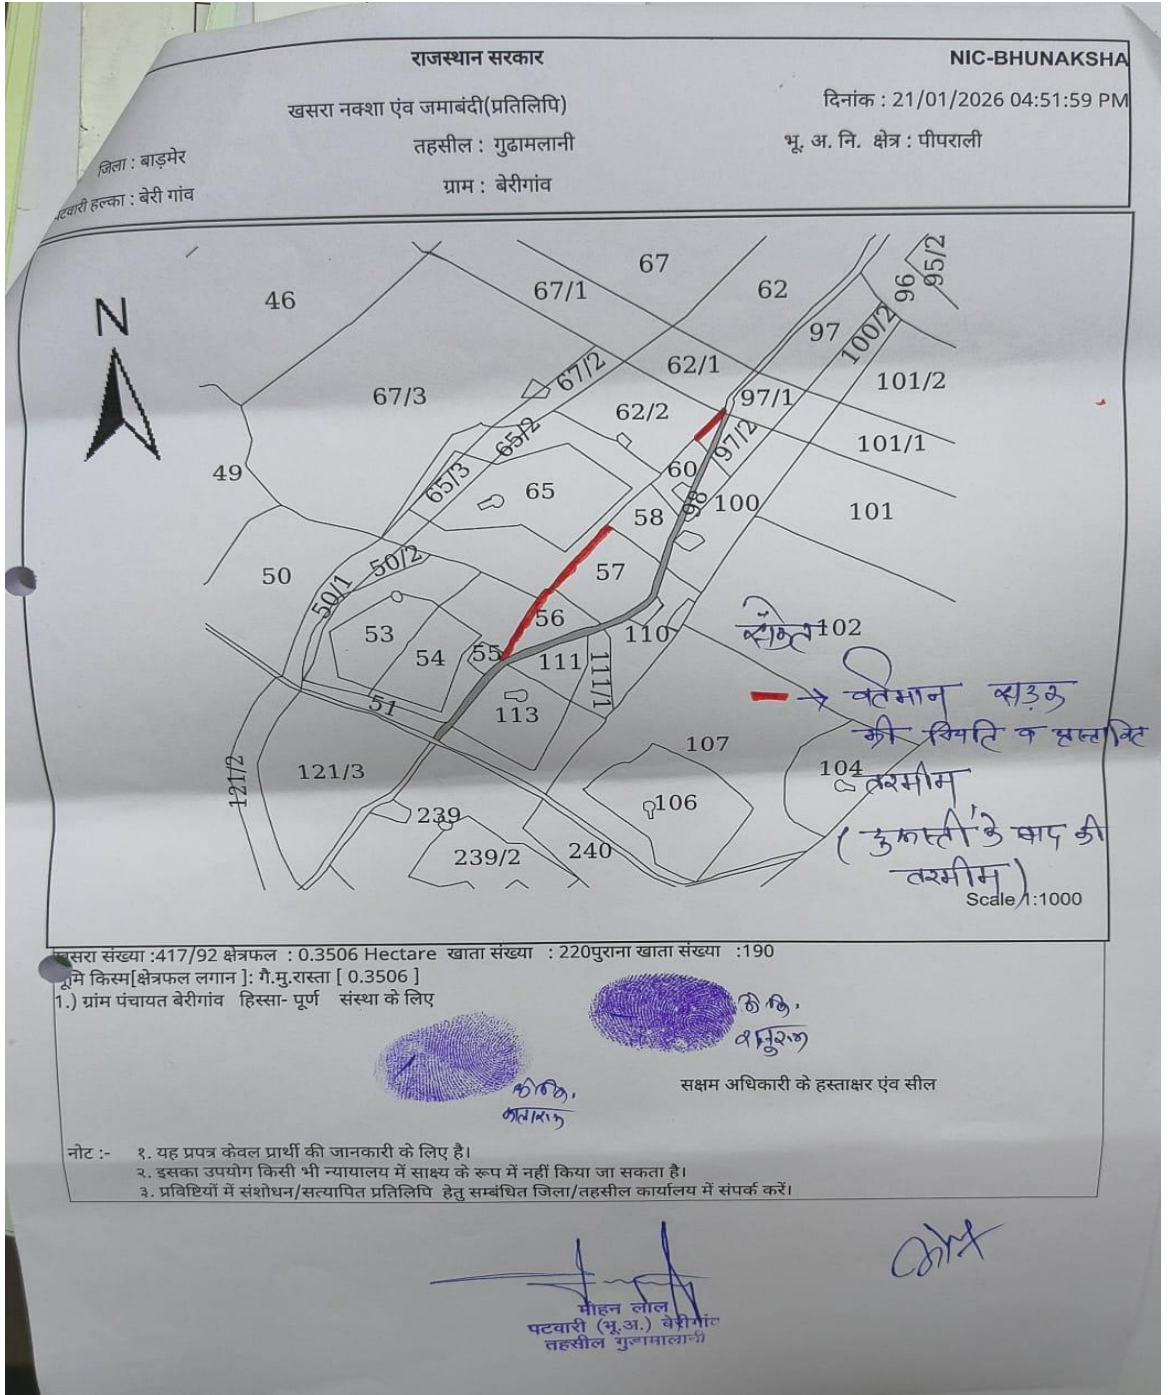 राजस्थान सरकार
NIC-BHUNAKSHA
खसरा नक्शा एंव जमाबंदी(प्रतिलिपि)
दिनांक : 21/01/2026 04:51:59 PM
जिला : बाड़मेर
तहसील : गुढामलानी
भू. अ. नि. क्षेत्र : पीपराली
पटवारी हल्का : बेरी गांव
ग्राम : बेरीगांव
N
46
67
67/1
62
96
95/2
97
100/2
67/3
67/2
62/1
97/1
101/2
62/2
65/2
97/2
101/1
49
65/3
65
60
98
100
101
58
50
50/1
50/2
57
53
54
55
56
110
111
111/1
102
51
113
107
121/2
121/3
104
106
239
239/2
240
संकेत
→ वर्तमान सड़क
की स्थिति व प्रस्तावित
तरमीम
( दुरूस्ती के बाद की
तरमीम )
Scale 1:1000
खसरा संख्या :417/92 क्षेत्रफल : 0.3506 Hectare खाता संख्या : 220पुराना खाता संख्या :190
भूमि किस्म[क्षेत्रफल लगान ]: गै.मु.रास्ता [ 0.3506 ]
1.) ग्रांम पंचायत बेरीगांव हिस्सा- पूर्ण संस्था के लिए
सक्षम अधिकारी के हस्ताक्षर एंव सील
नोट :- १. यह प्रपत्र केवल प्रार्थी की जानकारी के लिए है।
२. इसका उपयोग किसी भी न्यायालय में साक्ष्य के रूप में नहीं किया जा सकता है।
३. प्रविष्टियों में संशोधन/सत्यापित प्रतिलिपि हेतु सम्बंधित जिला/तहसील कार्यालय में संपर्क करें।
मोहन लाल
पटवारी (भू.अ.) बेरीगांव
तहसील गुडामालानी